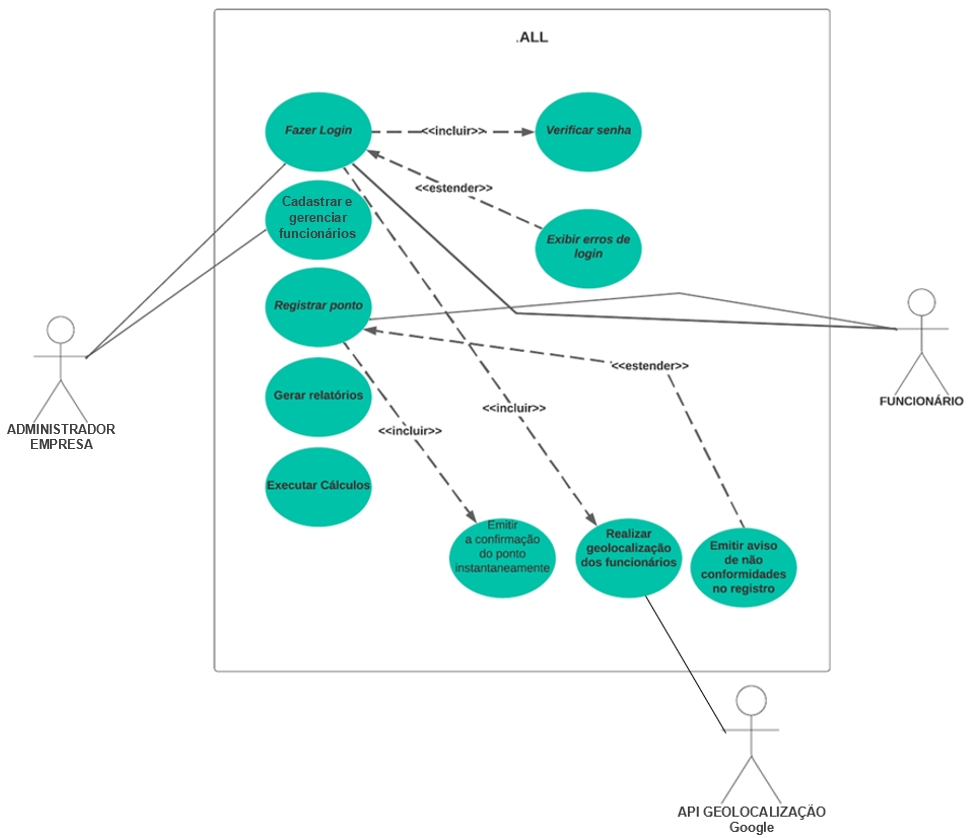 .ALL
Fazer Login
<<incluir>>
Verificar senha
<<estender>>
Cadastrar e
gerenciar
funcionários
Exibir erros de
login
Registrar ponto
<<estender>>
Gerar relatórios
<<incluir>>
<<incluir>>
ADMINISTRADOR
EMPRESA
FUNCIONÁRIO
Executar Cálculos
Emitir
a confirmação
do ponto
instantaneamente
Realizar
geolocalização
dos funcionários
Emitir aviso
de não
conformidades
no registro
API GEOLOCALIZAÇÃO
Google